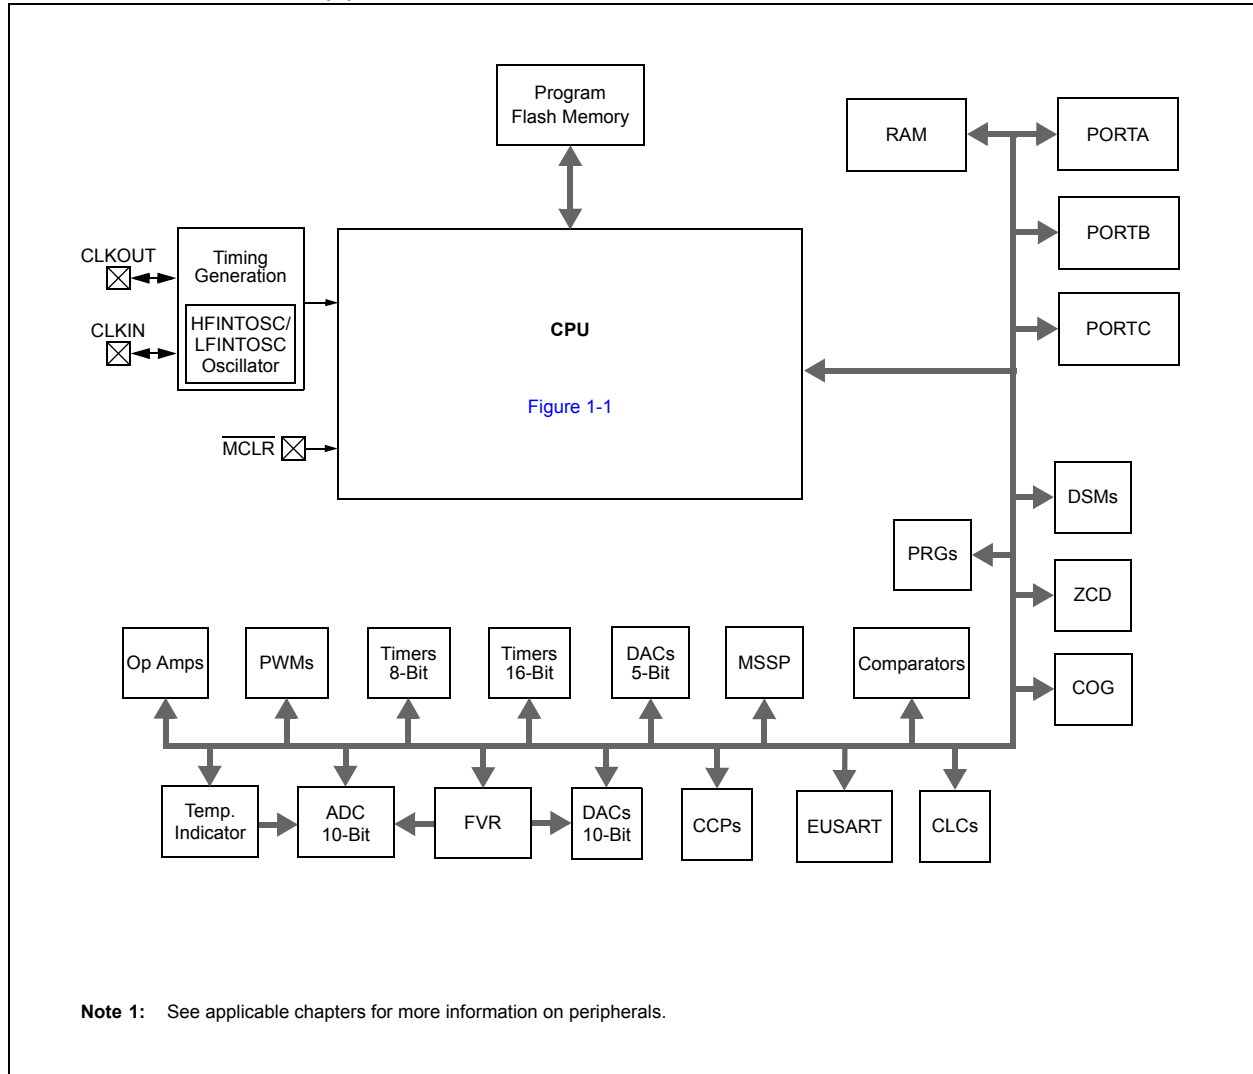 Program
Flash Memory
RAM
PORTA
PORTB
PORTC
CLKOUT
Timing
Generation
CLKIN
HFINTOSC/
LFINTOSC
Oscillator
CPU
Figure 1-1
MCLR
DSMs
PRGs
ZCD
COG
Op Amps
PWMs
Timers
8-Bit
Timers
16-Bit
DACs
5-Bit
MSSP
Comparators
Temp.
Indicator
ADC
10-Bit
FVR
DACs
10-Bit
CCPs
EUSART
CLCs
Note 1: See applicable chapters for more information on peripherals.